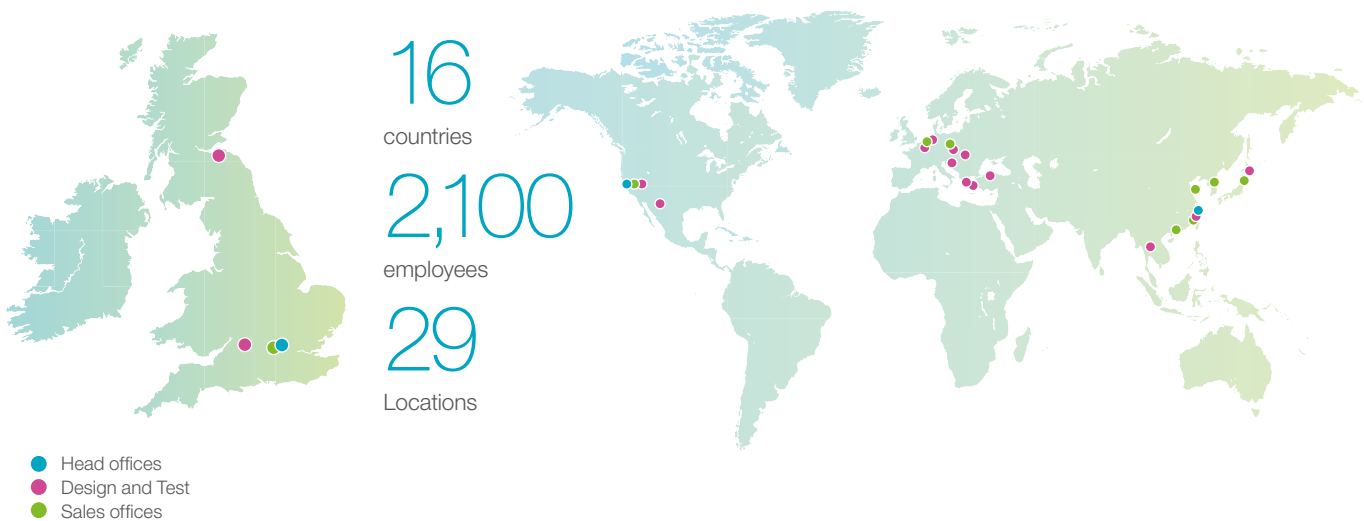 16
countries
2,100
employees
29
Locations
Head offices
Design and Test
Sales offices